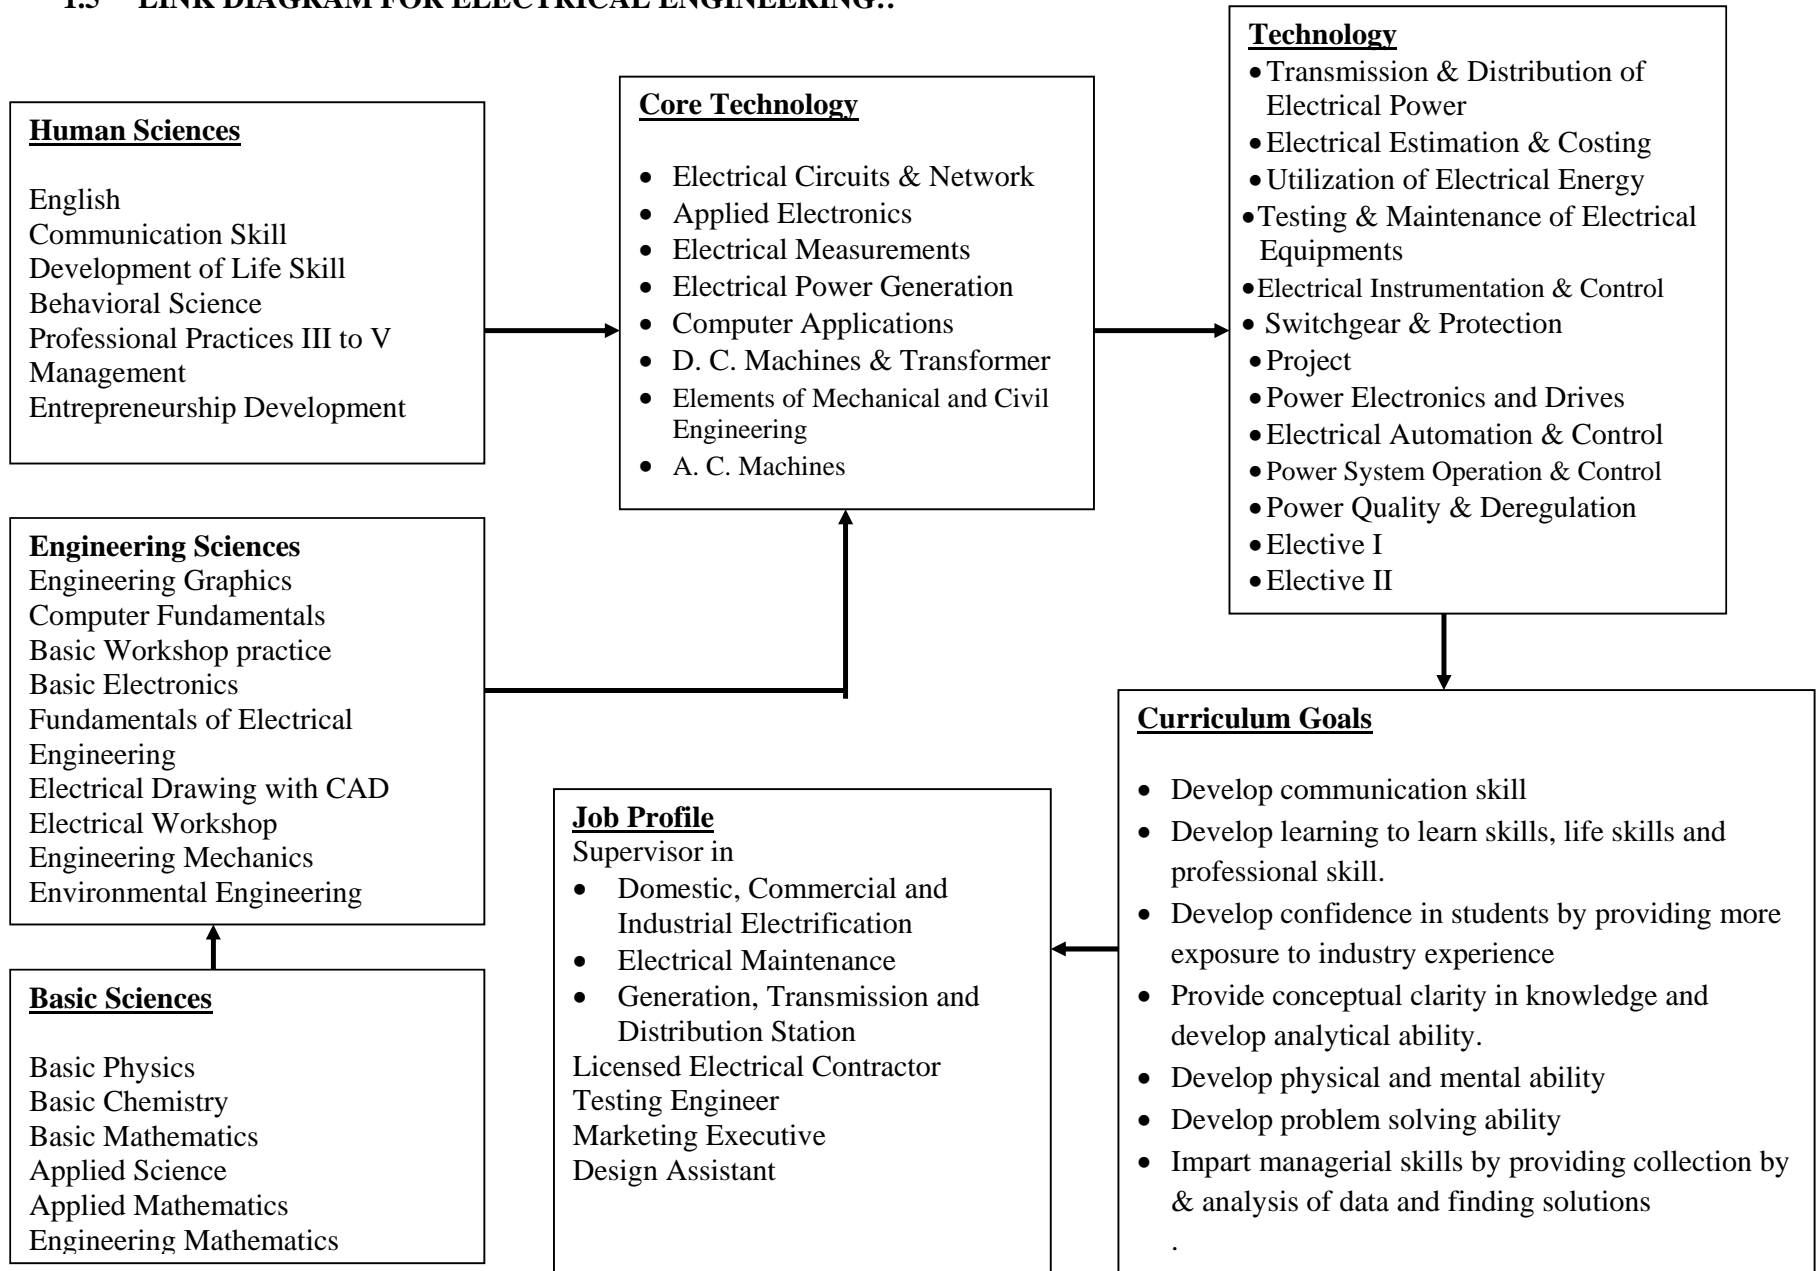 1.5 LINK DIAGRAM FOR ELECTRICAL ENGINEERING::
Human Sciences
English
Communication Skill
Development of Life Skill
Behavioral Science
Professional Practices III to V
Management
Entrepreneurship Development
Engineering Sciences
Engineering Graphics
Computer Fundamentals
Basic Workshop practice
Basic Electronics
Fundamentals of Electrical
Engineering
Electrical Drawing with CAD
Electrical Workshop
Engineering Mechanics
Environmental Engineering
Basic Sciences
Basic Physics
Basic Chemistry
Basic Mathematics
Applied Science
Applied Mathematics
Engineering Mathematics
Core Technology
• Electrical Circuits & Network
• Applied Electronics
• Electrical Measurements
• Electrical Power Generation
• Computer Applications
• D. C. Machines & Transformer
• Elements of Mechanical and Civil
Engineering
• A. C. Machines
Technology
• Transmission & Distribution of
Electrical Power
• Electrical Estimation & Costing
• Utilization of Electrical Energy
• Testing & Maintenance of Electrical
Equipments
• Electrical Instrumentation & Control
• Switchgear & Protection
• Project
• Power Electronics and Drives
• Electrical Automation & Control
• Power System Operation & Control
• Power Quality & Deregulation
• Elective I
• Elective II
Curriculum Goals
• Develop communication skill
• Develop learning to learn skills, life skills and
professional skill.
• Develop confidence in students by providing more
exposure to industry experience
• Provide conceptual clarity in knowledge and
develop analytical ability.
• Develop physical and mental ability
• Develop problem solving ability
• Impart managerial skills by providing collection by
& analysis of data and finding solutions
.
Job Profile
Supervisor in
• Domestic, Commercial and
Industrial Electrification
• Electrical Maintenance
• Generation, Transmission and
Distribution Station
Licensed Electrical Contractor
Testing Engineer
Marketing Executive
Design Assistant